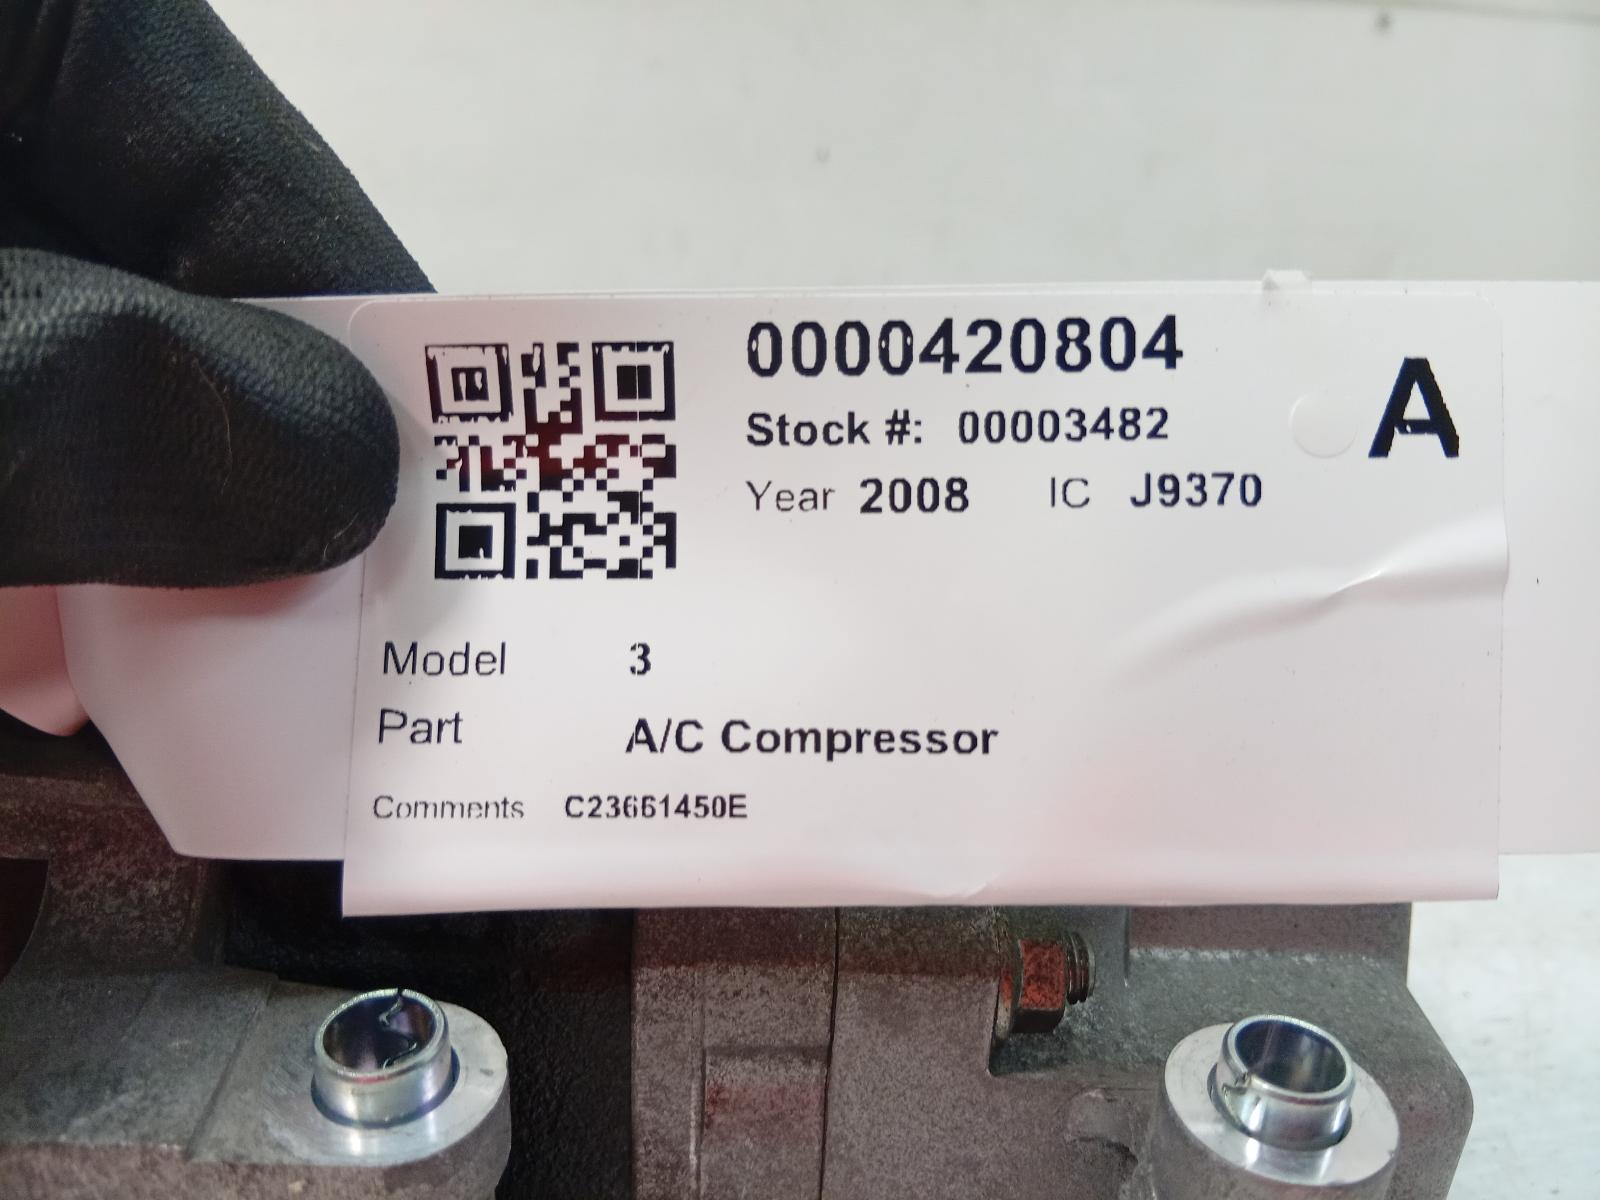 0000420804
A
Stock #: 00003482
Year 2008 IC J9370
Model 3
Part A/C Compressor
Comments C23661450E